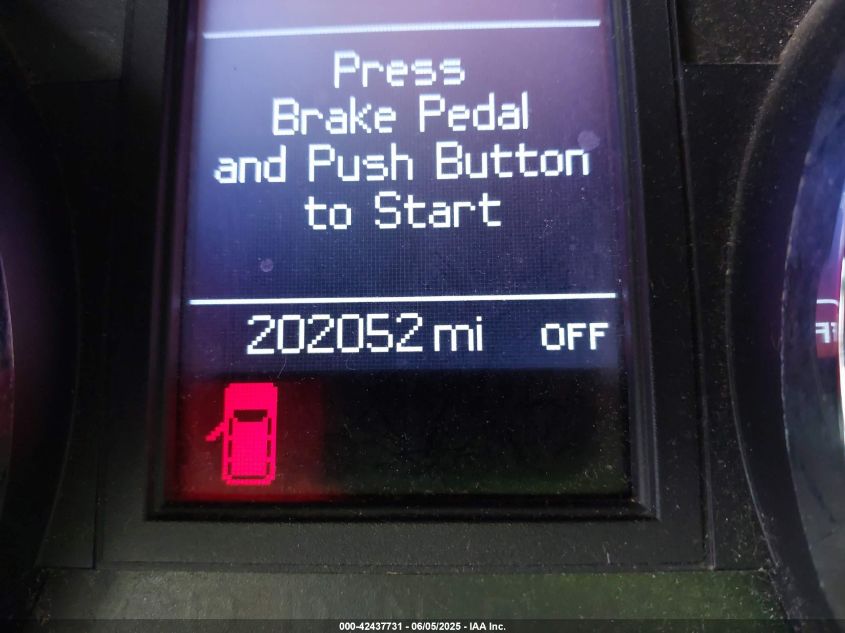 Press
Brake Pedal
and Push Button
to Start
202052 mi OFF
000-42437731 - 06/05/2025 - IAA Inc.